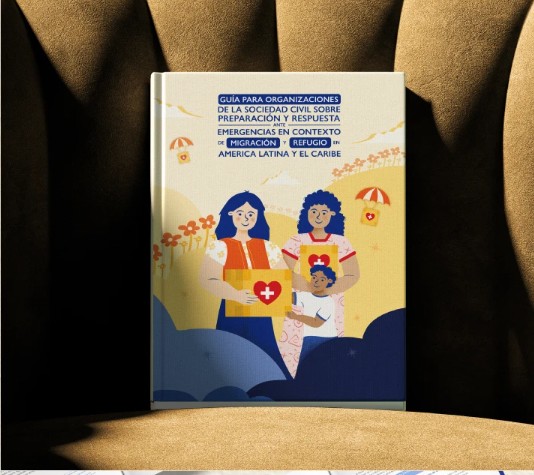 GUÍA PARA ORGANIZACIONES
DE LA SOCIEDAD CIVIL SOBRE
PREPARACIÓN Y RESPUESTA
ANTE
EMERGENCIAS EN CONTEXTO
DE MIGRACIÓN Y REFUGIO EN
AMERICA LATINA Y EL CARIBE